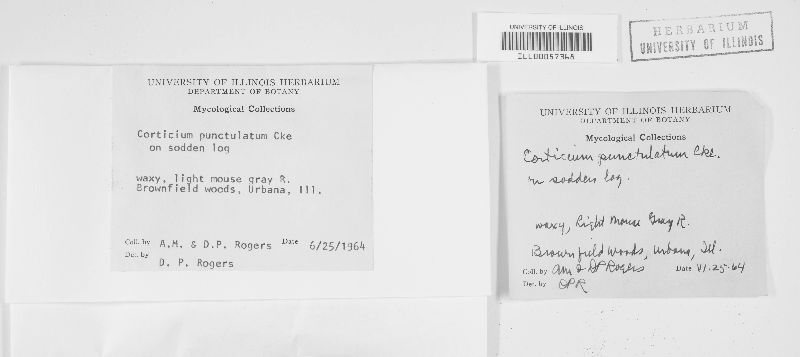 UNIVERSITY OF ILLINOIS
ILL00057368
HERBARIUM
UNIVERSITY OF ILLINOIS
UNIVERSITY OF ILLINOIS HERBARIUM
DEPARTMENT OF BOTANY
Mycological Collections
Corticium punctulatum Cke
on sodden log
waxy, light mouse gray R.
Brownfield woods, Urbana, Ill.
Coll. by A.M. & D.P. Rogers Date 6/25/1964
Det. by D. P. Rogers
UNIVERSITY OF ILLINOIS HERBARIUM
DEPARTMENT OF BOTANY
Mycological Collections
Corticium punctulatum Cke.
on sodden log.
waxy, Light Mouse Gray R.
Brownfield Woods, Urbana, Ill.
Coll. by AM & DP Rogers Date VI-25-64
Det. by DPR